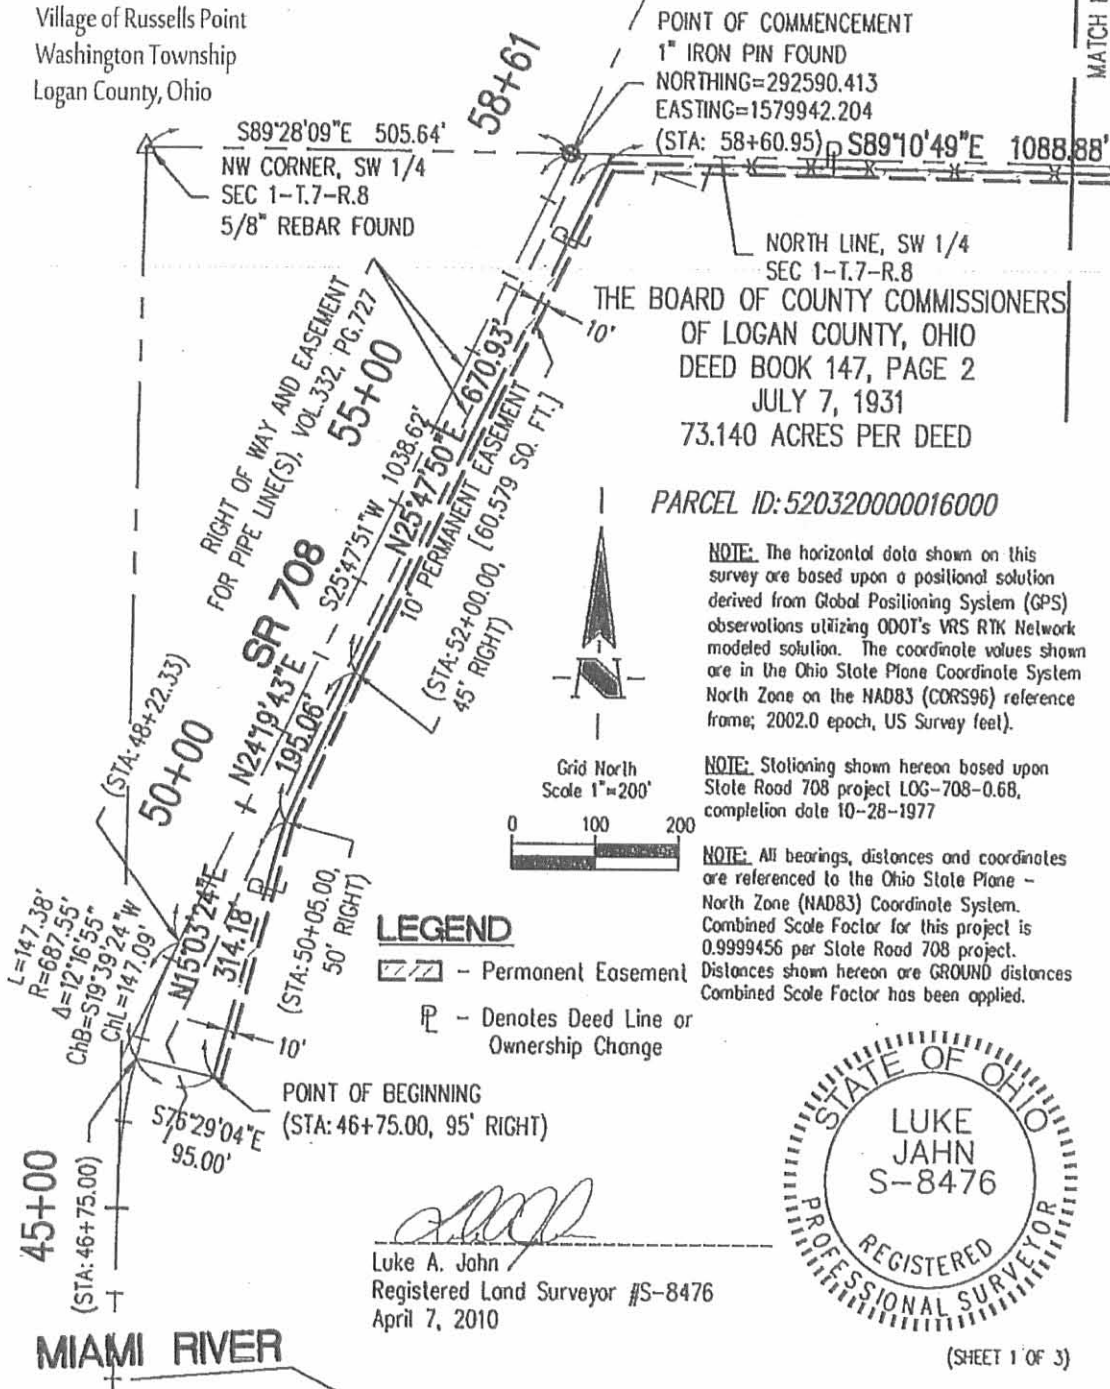 Village of Russells Point
Washington Township
Logan County, Ohio
58+61
POINT OF COMMENCEMENT
1" IRON PIN FOUND
NORTHING=292590.413
EASTING=1579942.204
(STA: 58+60.95)
MATCH
S89°28'09"E 505.64'
S89°10'49"E 1088.88'
NW CORNER, SW 1/4
SEC 1-T.7-R.8
5/8" REBAR FOUND
NORTH LINE, SW 1/4
SEC 1-T.7-R.8
THE BOARD OF COUNTY COMMISSIONERS
OF LOGAN COUNTY, OHIO
DEED BOOK 147, PAGE 2
JULY 7, 1931
73.140 ACRES PER DEED
PARCEL ID: 520320000016000
RIGHT OF WAY AND EASEMENT
FOR PIPE LINE(S), VOL.332, PG.727
55+00
10'
SR 708
S25°47'51"W 1038.62'
N25°47'50"E 670.93'
10' PERMANENT EASEMENT
[60,579 SQ. FT.]
(STA: 52+00.00,
45' RIGHT)
(STA: 48+22.33)
50+00
N24°19'43"E
195.06'
(STA: 50+05.00,
50' RIGHT)
L=147.38'
R=687.55'
Δ=12°16'55"
ChB=S19°39'24"W
ChL=147.09'
N15°03'24"E
314.18'
10'
POINT OF BEGINNING
(STA: 46+75.00, 95' RIGHT)
S76°29'04"E
95.00'
45+00
(STA: 46+75.00)
MIAMI RIVER
NOTE: The horizontal data shown on this
survey are based upon a positional solution
derived from Global Positioning System (GPS)
observations utilizing ODOT's VRS RTK Network
modeled solution. The coordinate values shown
are in the Ohio State Plane Coordinate System
North Zone on the NAD83 (CORS96) reference
frame; 2002.0 epoch, US Survey feet).
N
Grid North
Scale 1"=200'
0 100 200
NOTE: Stationing shown hereon based upon
State Road 708 project LOG-708-0.68,
completion date 10-28-1977
NOTE: All bearings, distances and coordinates
are referenced to the Ohio State Plane -
North Zone (NAD83) Coordinate System.
Combined Scale Factor for this project is
0.9999456 per State Road 708 project.
Distances shown hereon are GROUND distances
Combined Scale Factor has been applied.
LEGEND
- Permanent Easement
PL - Denotes Deed Line or
Ownership Change
STATE OF OHIO
LUKE
JAHN
S-8476
REGISTERED
PROFESSIONAL SURVEYOR
Luke A. Jahn
Registered Land Surveyor #S-8476
April 7, 2010
(SHEET 1 OF 3)